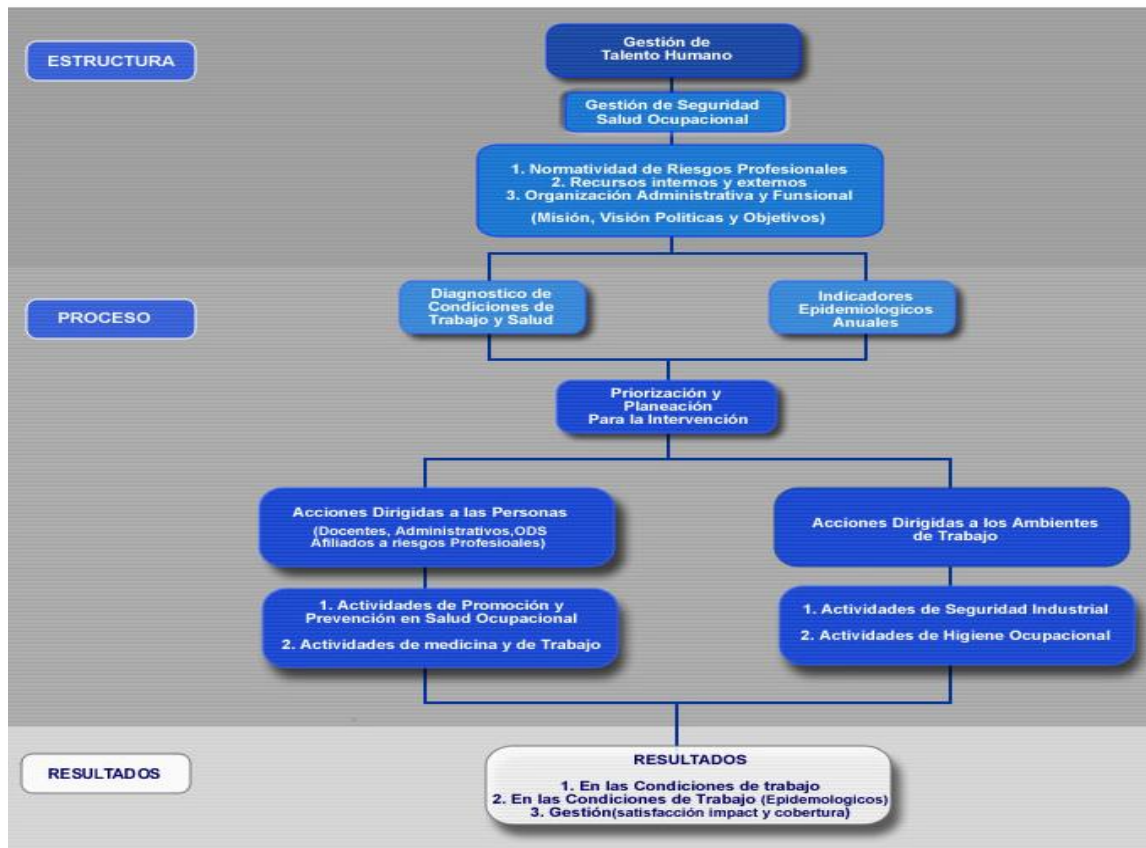 ESTRUCTURA
Gestión de
Talento Humano
Gestión de Seguridad
Salud Ocupacional
1. Normatividad de Riesgos Profesionales
2. Recursos internos y externos
3. Organización Administrativa y Funsional
(Misión, Visión Políticas y Objetivos)
PROCESO
Diagnostico de
Condiciones de
Trabajo y Salud
Indicadores
Epidemiologicos
Anuales
Priorización y
Planeación
Para la Intervención
Acciones Dirigidas a las Personas
(Docentes, Administrativos,ODS
Afiliados a riesgos Profesioales)
Acciones Dirigidas a los Ambientes
de Trabajo
1. Actividades de Promoción y
Prevención en Salud Ocupacional
2. Actividades de medicina y de Trabajo
1. Actividades de Seguridad Industrial
2. Actividades de Higiene Ocupacional
RESULTADOS
RESULTADOS
1. En las Condiciones de trabajo
2. En las Condiciones de Trabajo (Epidemologicos)
3. Gestión(satisfacción impact y cobertura)